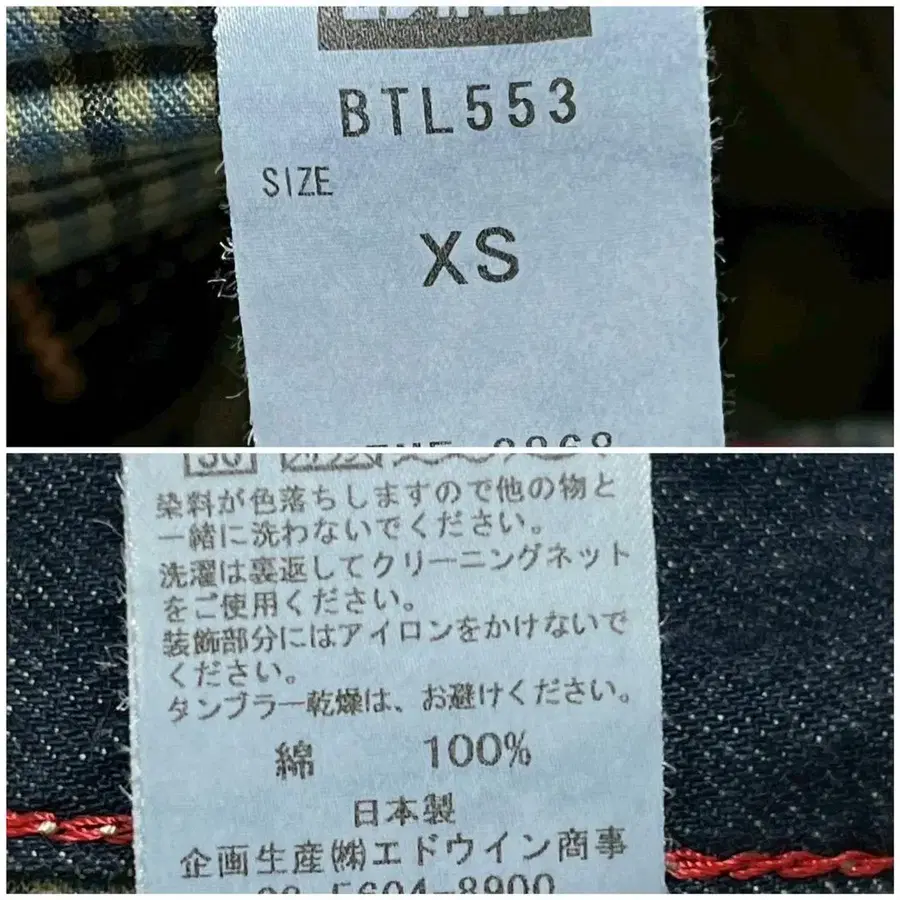 BTL553
SIZE
XS
30
染料が色落ちしますので他の物と
一緒に洗わないでください。
洗濯は裏返してクリーニングネット
をご使用ください。
装飾部分にはアイロンをかけないで
ください。
タンブラー乾燥は、お避けください。
綿 100%
日本製
企画生産㈱エドウイン商事
03-5604-8900